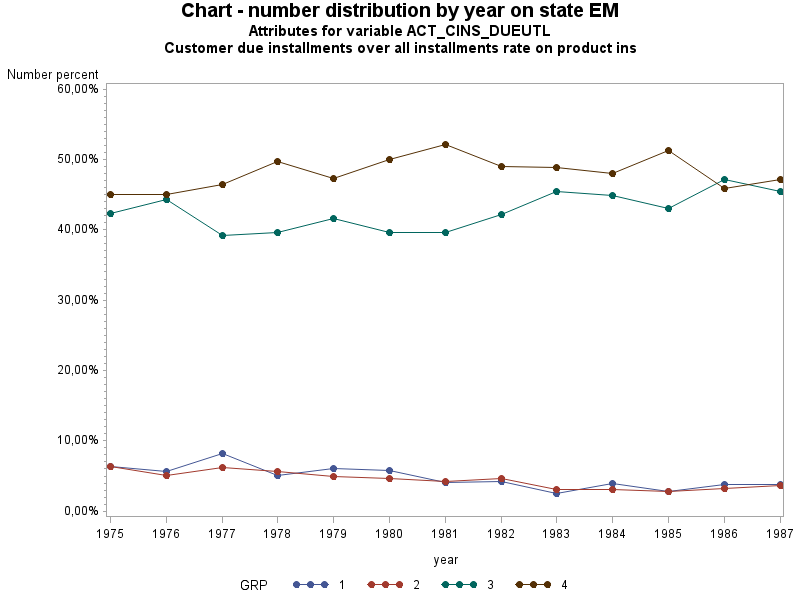 Chart - number distribution by year on state EM
Attributes for variable ACT_CINS_DUEUTL
Customer due installments over all installments rate on product ins
Number percent
60,00%
50,00%
40,00%
30,00%
20,00%
10,00%
0,00%
1975 1976 1977 1978 1979 1980 1981 1982 1983 1984 1985 1986 1987
year
GRP 1 2 3 4